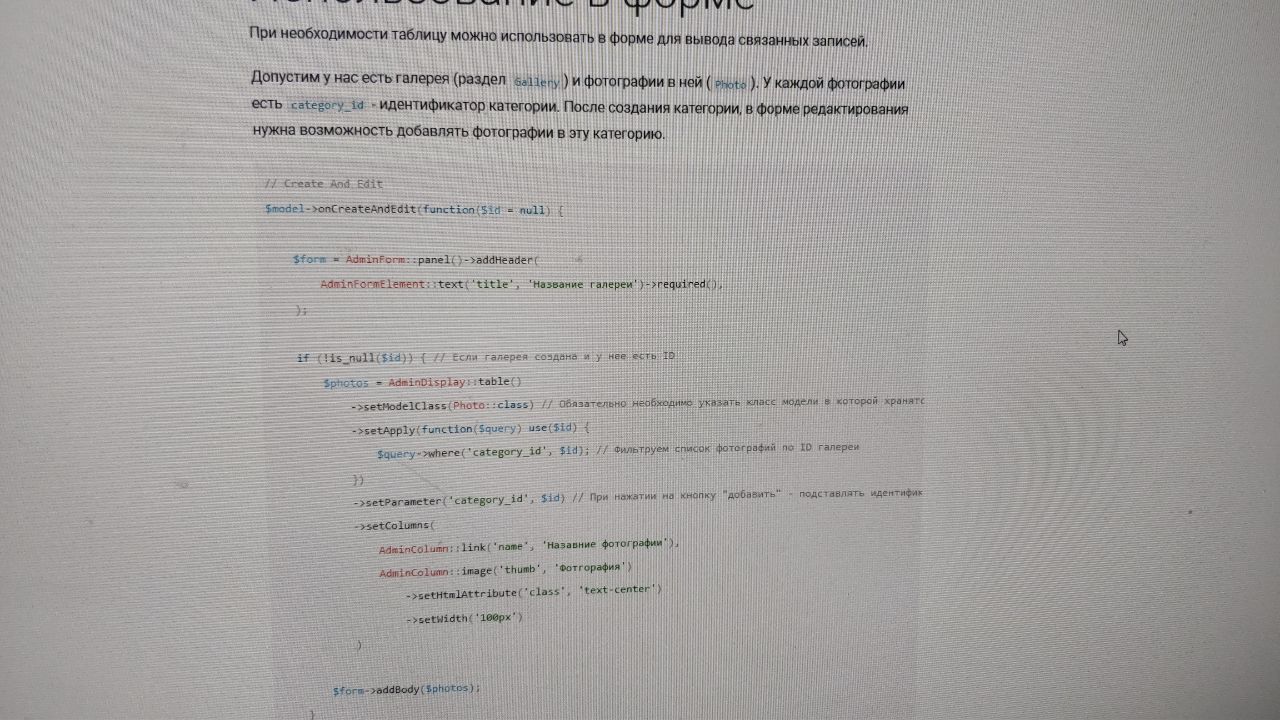 Использование в форме
При необходимости таблицу можно использовать в форме для вывода связанных записей.
Допустим у нас есть галерея (раздел Gallery) и фотографии в ней ( Photo ). У каждой фотографии
есть category_id - идентификатор категории. После создания категории, в форме редактирования
нужна возможность добавлять фотографии в эту категорию.
// Create And Edit
$model->onCreateAndEdit(function($id = null) {
$form = AdminForm::panel()->addHeader(
AdminFormElement::text('title', 'Название галереи')->required(),
);
if (!is_null($id)) { // Если галерея создана и у нее есть ID
$photos = AdminDisplay::table()
->setModelClass(Photo::class) // Обязательно необходимо указать класс модели в которой хранятс
->setApply(function($query) use($id) {
$query->where('category_id', $id); // Фильтруем список фотографий по ID галереи
})
->setParameter('category_id', $id) // При нажатии на кнопку "добавить" - подставлять идентифик
->setColumns(
AdminColumn::link('name', 'Назавние фотографии'),
AdminColumn::image('thumb', 'Фотгорафия')
->setHtmlAttribute('class', 'text-center')
->setWidth('100px')
)
$form->addBody($photos);
}